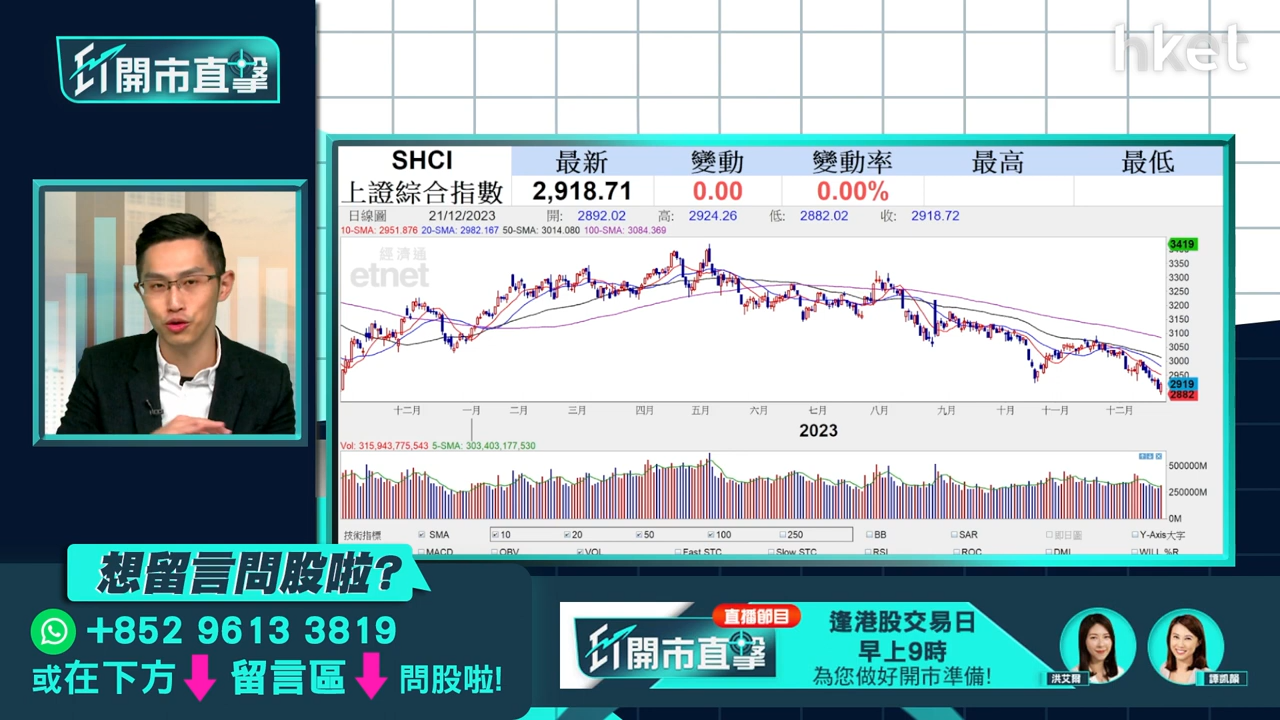 開市直擊
hket
SHCI 最新 變動 變動率 最高 最低
上證綜合指數 2,918.71 0.00 0.00%
日線圖 21/12/2023 開: 2892.02 高: 2924.26 低: 2882.02 收: 2918.72
10-SMA: 2951.876 20-SMA: 2982.167 50-SMA: 3014.080 100-SMA: 3084.369
經濟通
etnet
3419
3350
3300
3250
3200
3150
3100
3050
3000
2950
2919
2882
十二月 一月 二月 三月 四月 五月 六月 七月 八月 九月 十月 十一月 十二月
2023
Vol: 315,943,775,543 5-SMA: 303,403,177,530
500000M
250000M
0M
技術指標 SMA 10 20 50 100 250 BB SAR 即日圖 Y-Axis大字
MACD OBV VOL Fast STC Slow STC RSI ROC DMI WILL %R
想留言問股啦?
+852 9613 3819
或在下方 留言區 問股啦!
直播節目
開市直擊
逢港股交易日
早上9時
為您做好開市準備!
洪艾爾 譚凱韻